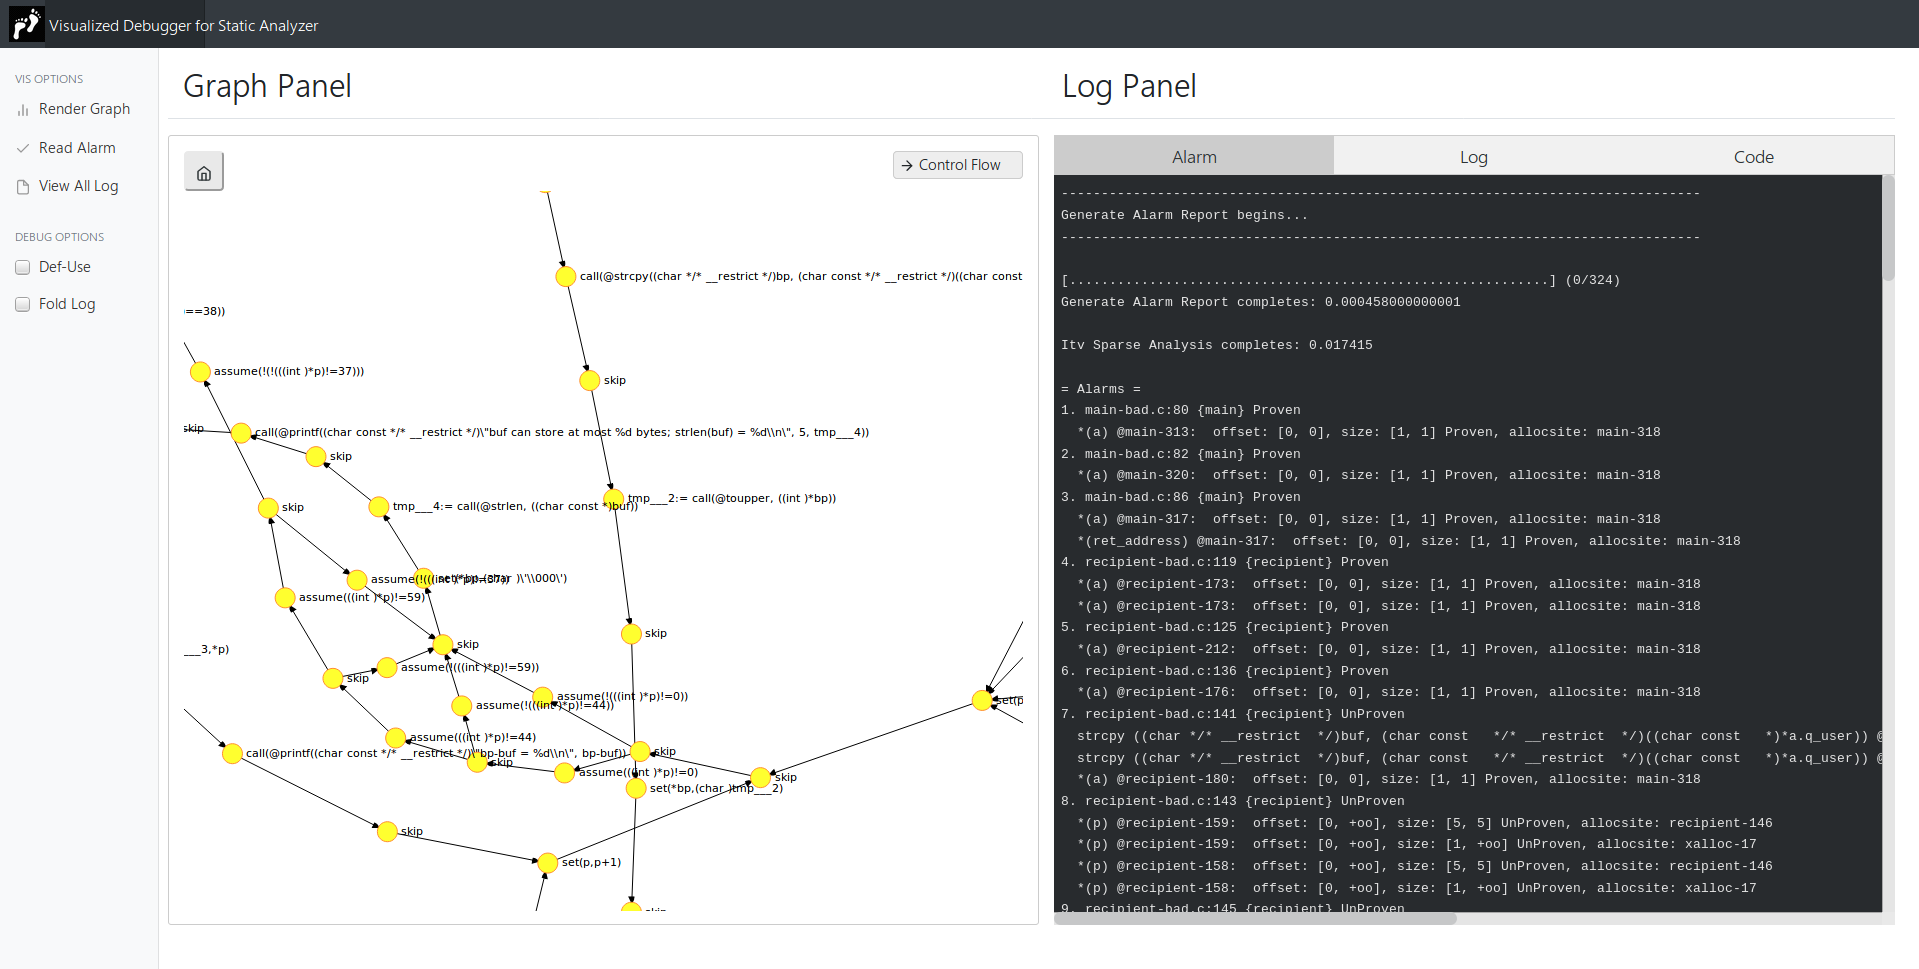 Visualized Debugger for Static Analyzer
VIS OPTIONS
Render Graph
Read Alarm
View All Log
DEBUG OPTIONS
Def-Use
Fold Log
Graph Panel
Control Flow
call(@strcpy((char */* __restrict */)bp, (char const */* __restrict */)((char const
==38))
assume(!(!(((int )*p)!=37)))
skip
skip
call(@printf((char const */* __restrict */)\"buf can store at most %d bytes; strlen(buf) = %d\\n\", 5, tmp___4))
skip
tmp___2:= call(@toupper, ((int )*bp))
skip
tmp___4:= call(@strlen, ((char const *)buf))
assume(!(((int )*p)!=37))
set(*bp,(char )\'\\000\')
assume(((int )*p)!=59)
skip
skip
___3,*p)
assume(!(((int )*p)!=59))
skip
assume(!(((int )*p)!=0))
set(p
assume(!(((int )*p)!=44))
assume(((int )*p)!=44)
call(@printf((char const */* __restrict */)\"bp-buf = %d\\n\", bp-buf))
skip
skip
assume(((int )*p)!=0)
skip
set(*bp,(char )tmp___2)
skip
set(p,p+1)
skip
Log Panel
Alarm Log Code
--------------------------------------------------------------------------------
Generate Alarm Report begins...
--------------------------------------------------------------------------------
[............................................................] (0/324)
Generate Alarm Report completes: 0.000458000000001
Itv Sparse Analysis completes: 0.017415
= Alarms =
1. main-bad.c:80 {main} Proven
*(a) @main-313:  offset: [0, 0], size: [1, 1] Proven, allocsite: main-318
2. main-bad.c:82 {main} Proven
*(a) @main-320:  offset: [0, 0], size: [1, 1] Proven, allocsite: main-318
3. main-bad.c:86 {main} Proven
*(a) @main-317:  offset: [0, 0], size: [1, 1] Proven, allocsite: main-318
*(ret_address) @main-317:  offset: [0, 0], size: [1, 1] Proven, allocsite: main-318
4. recipient-bad.c:119 {recipient} Proven
*(a) @recipient-173:  offset: [0, 0], size: [1, 1] Proven, allocsite: main-318
*(a) @recipient-173:  offset: [0, 0], size: [1, 1] Proven, allocsite: main-318
5. recipient-bad.c:125 {recipient} Proven
*(a) @recipient-212:  offset: [0, 0], size: [1, 1] Proven, allocsite: main-318
6. recipient-bad.c:136 {recipient} Proven
*(a) @recipient-176:  offset: [0, 0], size: [1, 1] Proven, allocsite: main-318
7. recipient-bad.c:141 {recipient} UnProven
strcpy ((char */* __restrict  */)buf, (char const   */* __restrict  */)((char const   *)*a.q_user)) @
strcpy ((char */* __restrict  */)buf, (char const   */* __restrict  */)((char const   *)*a.q_user)) @
*(a) @recipient-180:  offset: [0, 0], size: [1, 1] Proven, allocsite: main-318
8. recipient-bad.c:143 {recipient} UnProven
*(p) @recipient-159:  offset: [0, +oo], size: [5, 5] UnProven, allocsite: recipient-146
*(p) @recipient-159:  offset: [0, +oo], size: [1, +oo] UnProven, allocsite: xalloc-17
*(p) @recipient-158:  offset: [0, +oo], size: [5, 5] UnProven, allocsite: recipient-146
*(p) @recipient-158:  offset: [0, +oo], size: [1, +oo] UnProven, allocsite: xalloc-17
9. recipient-bad.c:145 {recipient} UnProven